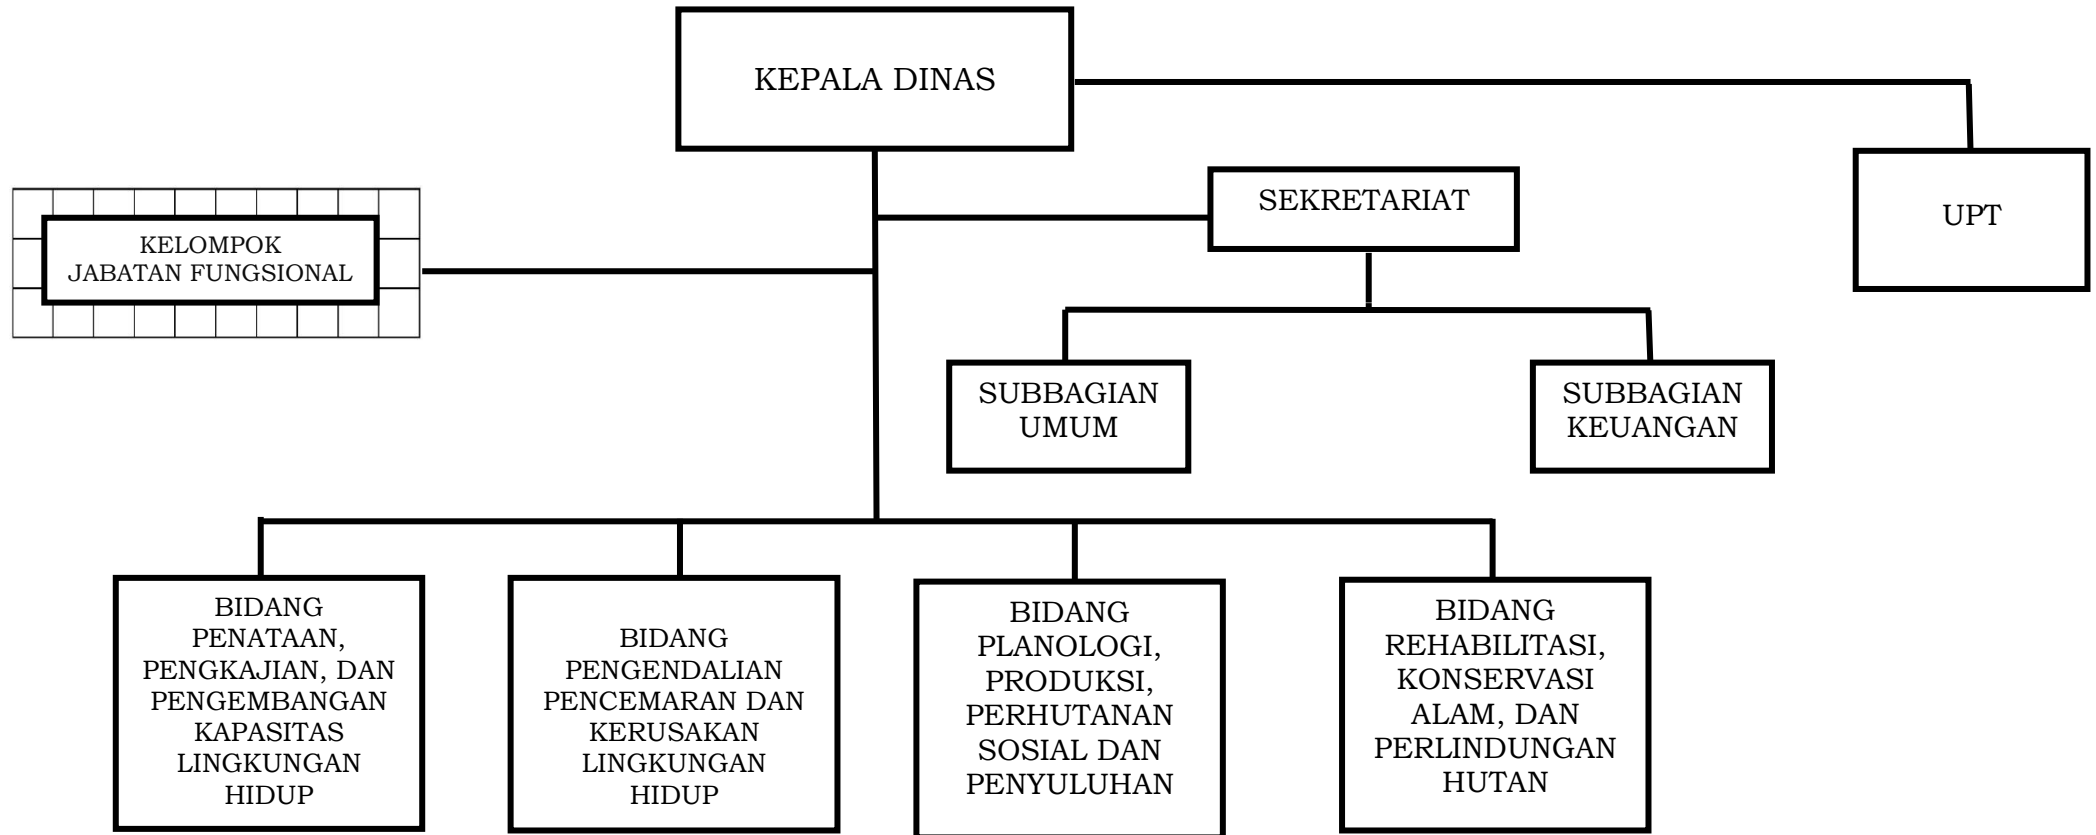 KEPALA DINAS
SEKRETARIAT
UPT
KELOMPOK
JABATAN FUNGSIONAL
SUBBAGIAN
UMUM
SUBBAGIAN
KEUANGAN
BIDANG
PENATAAN,
PENGKAJIAN, DAN
PENGEMBANGAN
KAPASITAS
LINGKUNGAN
HIDUP
BIDANG
PENGENDALIAN
PENCEMARAN DAN
KERUSAKAN
LINGKUNGAN
HIDUP
BIDANG
PLANOLOGI,
PRODUKSI,
PERHUTANAN
SOSIAL DAN
PENYULUHAN
BIDANG
REHABILITASI,
KONSERVASI
ALAM, DAN
PERLINDUNGAN
HUTAN